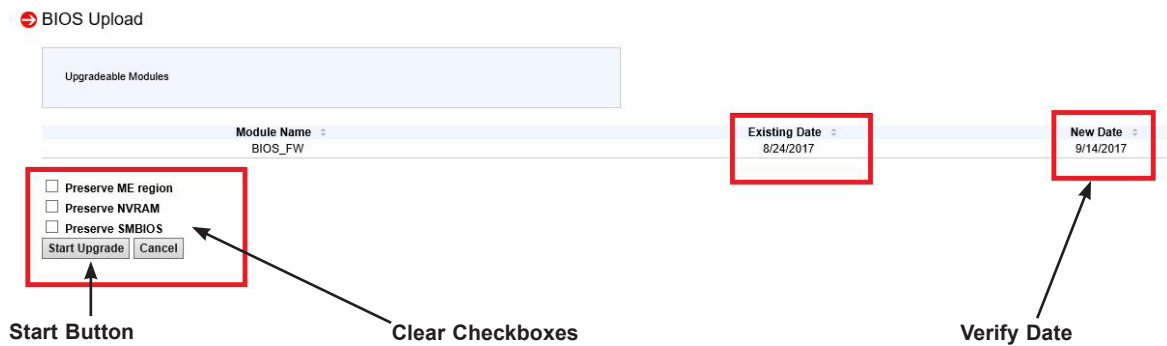 BIOS Upload
Upgradeable Modules
Module Name Existing Date New Date
BIOS_FW 8/24/2017 9/14/2017
Preserve ME region
Preserve NVRAM
Preserve SMBIOS
Start Upgrade Cancel
Start Button Clear Checkboxes Verify Date